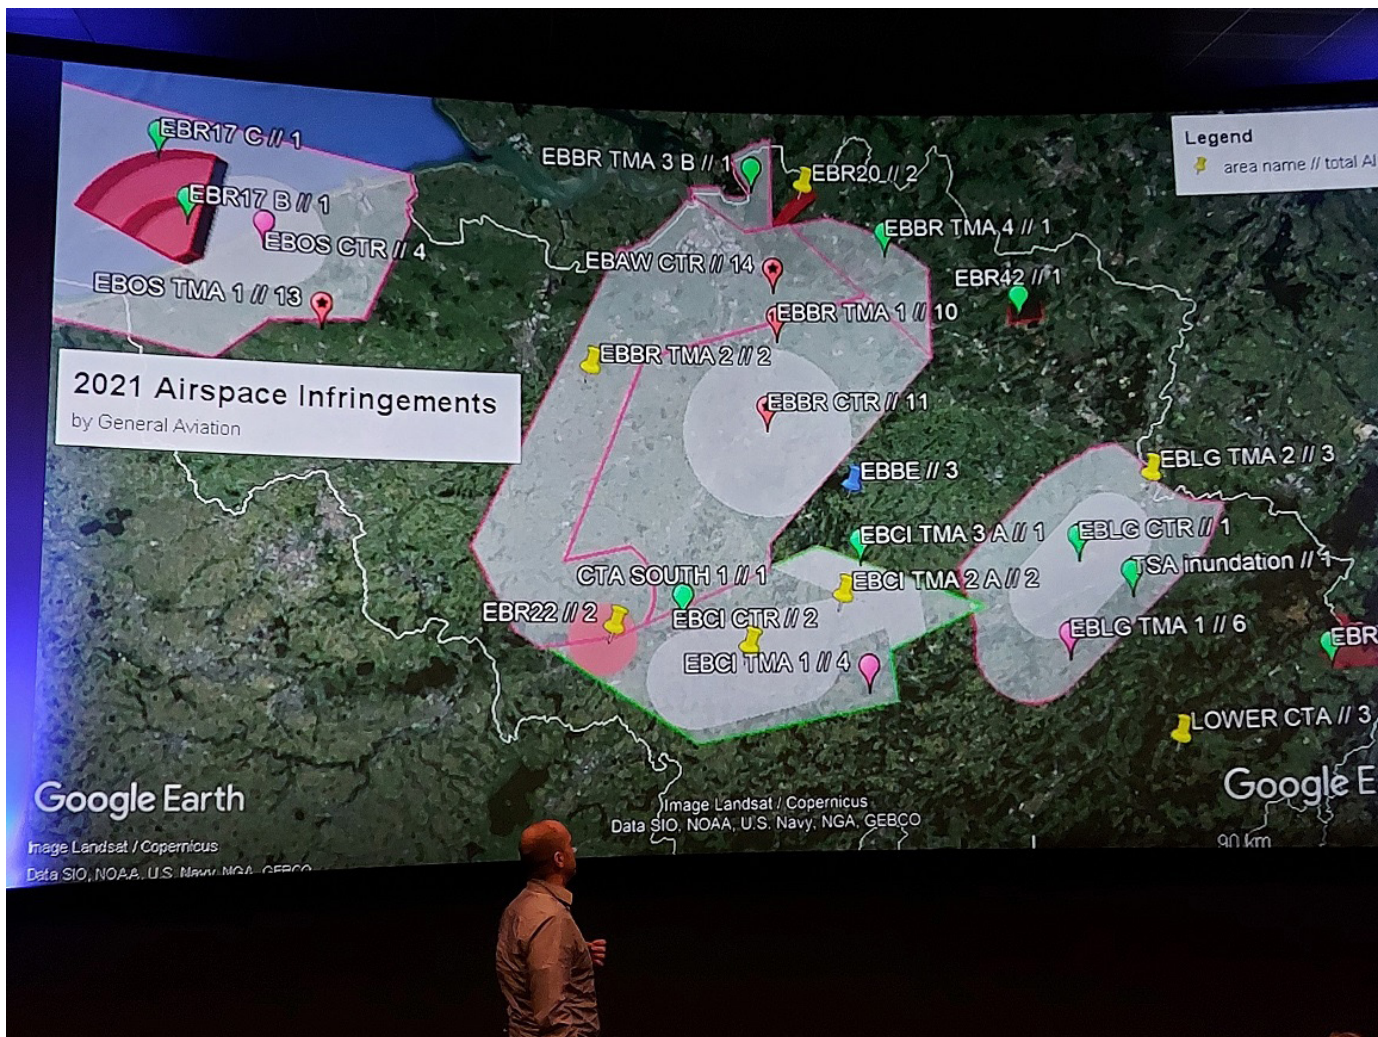 EBR17 C // 1
EBBR TMA 3 B // 1
EBR20 // 2
Legend
area name // total AI
EBR17 B // 1
EBOS CTR // 4
EBBR TMA 4 // 1
EBAW CTR // 14
EBR42 // 1
EBOS TMA 1 // 13
EBBR TMA 1 // 10
EBBR TMA 2 // 2
2021 Airspace Infringements
by General Aviation
EBBR CTR // 11
EBBE // 3
EBLG TMA 2 // 3
EBCI TMA 3 A // 1
EBLG CTR // 1
CTA SOUTH 1 // 1
EBCI TMA 2 A // 2
TSA inundation // 1
EBR22 // 2
EBCI CTR // 2
EBLG TMA 1 // 6
EBR
EBCI TMA 1 // 4
LOWER CTA // 3
Google Earth
Google E
Image Landsat / Copernicus
Data SIO, NOAA, U.S. Navy, NGA, GEBCO
90 km
Image Landsat / Copernicus
Data SIO, NOAA, U.S. Navy, NGA, GEBCO